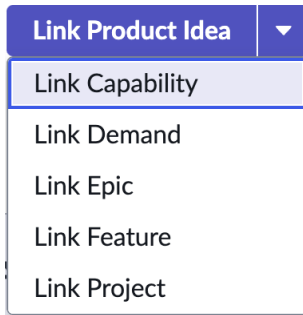 Link Product Idea
Link Capability
Link Demand
Link Epic
Link Feature
Link Project